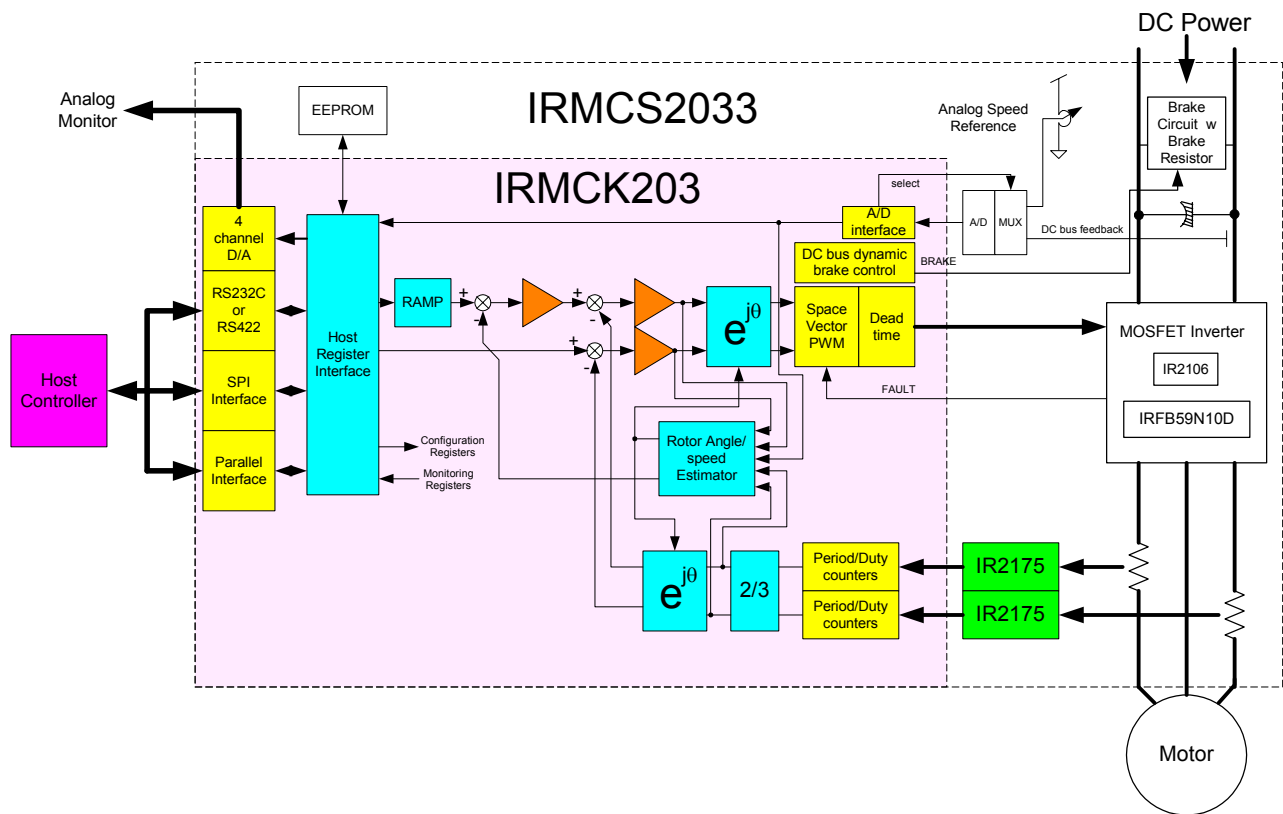 DC Power
Analog
Monitor
EEPROM
IRMCS2033
Analog Speed
Reference
Brake
Circuit w
Brake
Resistor
IRMCK203
select
4
channel
D/A
A/D
interface
A/D
MUX
DC bus feedback
BRAKE
DC bus dynamic
brake control
RS232C
or
RS422
RAMP
+
-
+
-
+
-
Host
Register
Interface
e
jθ
Space
Vector
PWM
Dead
time
MOSFET Inverter
IR2106
IRFB59N10D
FAULT
Host
Controller
SPI
Interface
Parallel
Interface
Configuration
Registers
Monitoring
Registers
Rotor Angle/
speed
Estimator
e
jθ
2/3
Period/Duty
counters
Period/Duty
counters
IR2175
IR2175
Motor